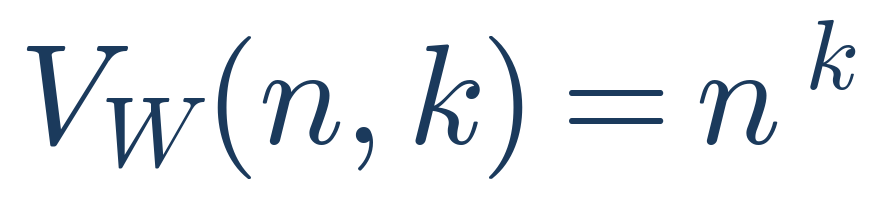 V_W(n, k) = n^k